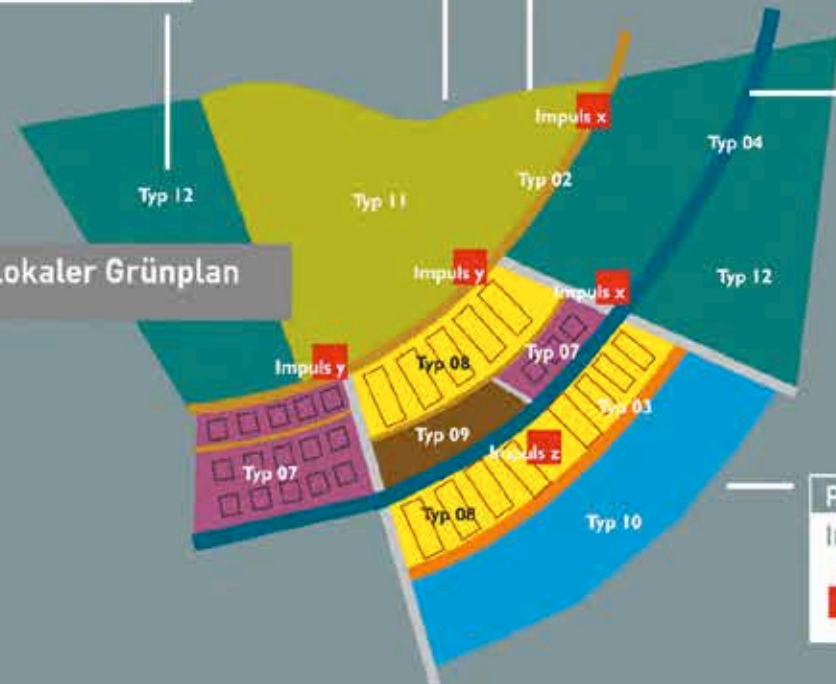 Impuls x
Typ 04
Typ 02
Typ 12
Typ 11
Lokaler Grünplan
Impuls y
Typ 12
Impuls x
Typ 07
Impuls y
Typ 08
Typ 03
Typ 09
Impuls z
Typ 07
Typ 08
Typ 10